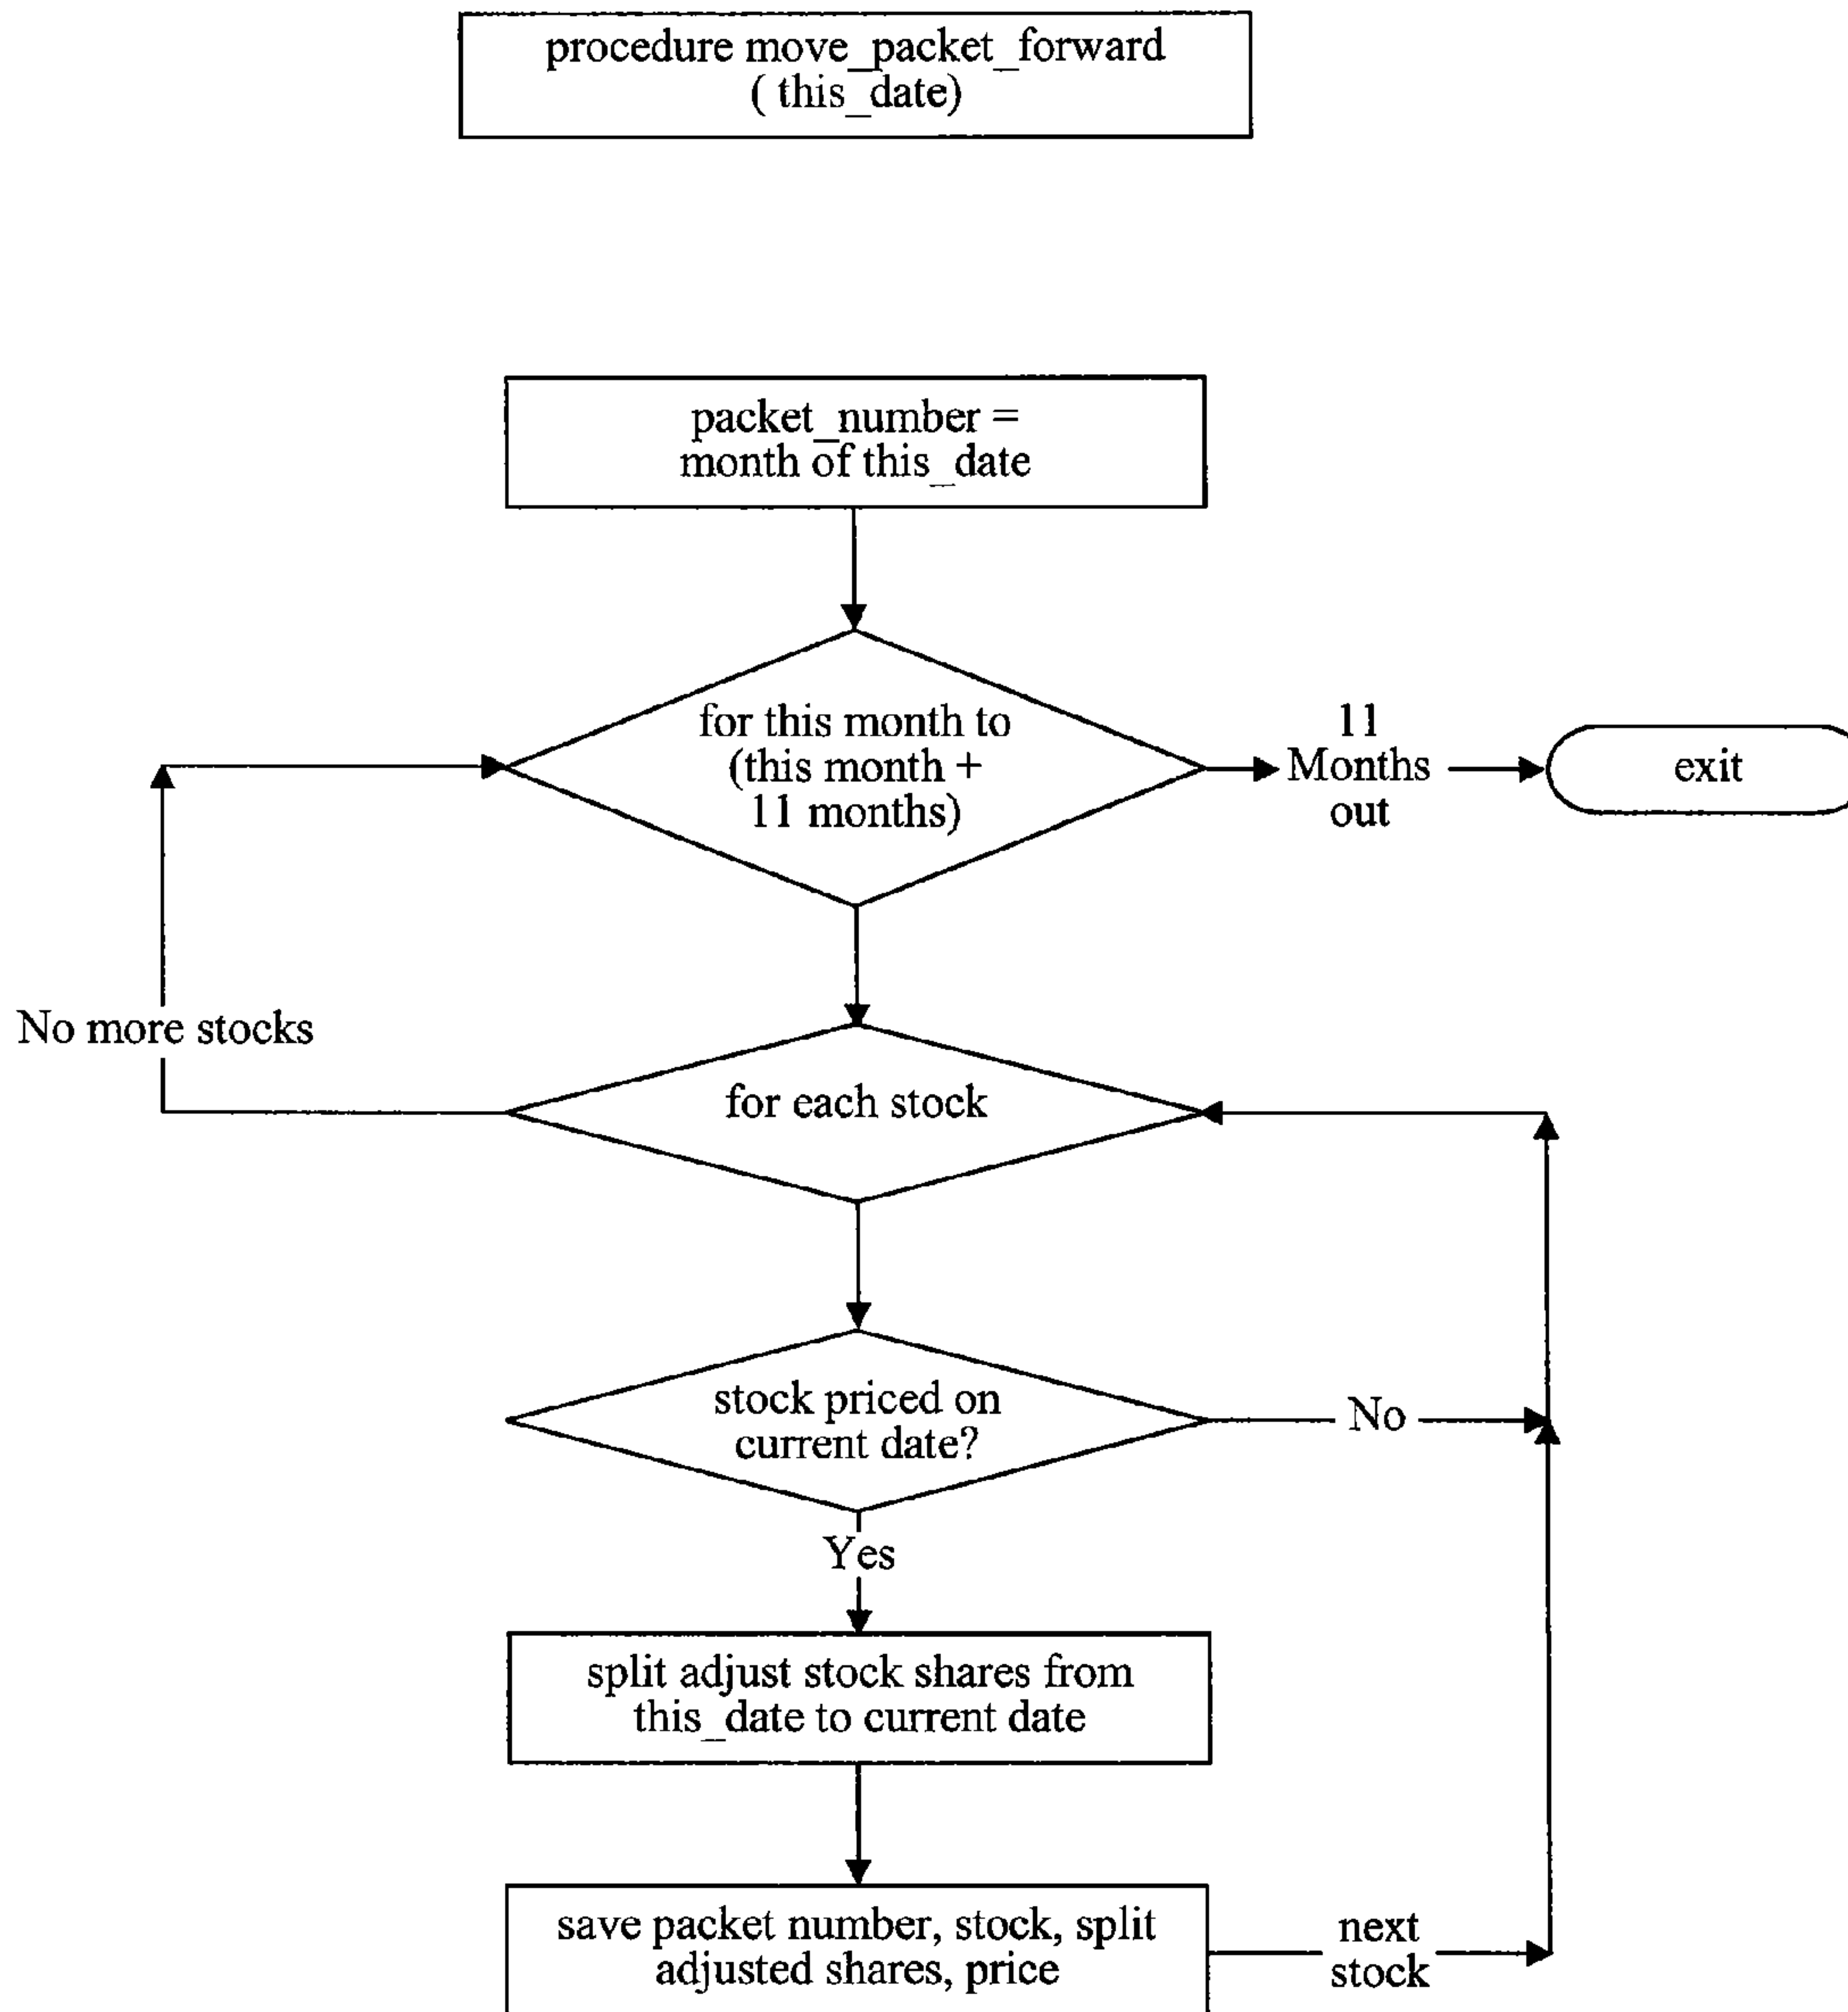 procedure move_packet_forward
( this_date)
packet_number =
month of this_date
for this month to
(this month +
11 months)
11
Months
out
exit
No more stocks
for each stock
stock priced on
current date?
No
Yes
split adjust stock shares from
this_date to current date
save packet number, stock, split
adjusted shares, price
next
stock